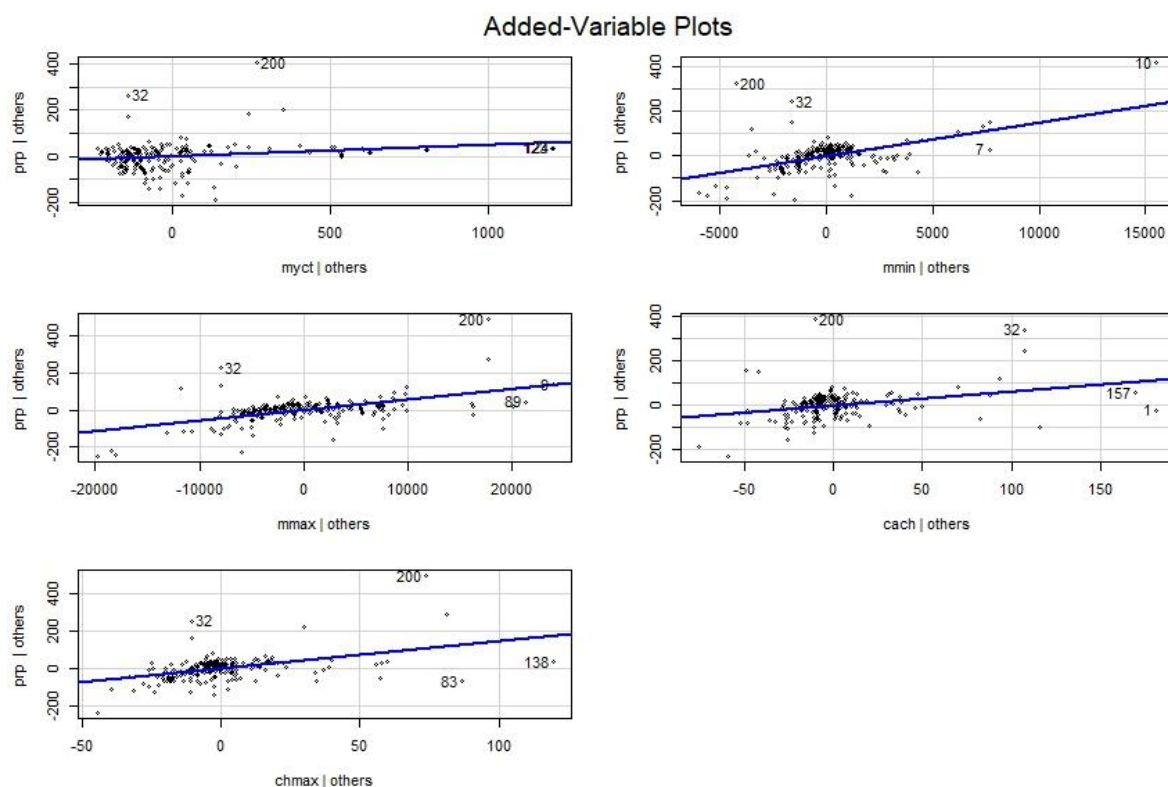 Added-Variable Plots
prp | others
-200 0 200 400
200
32
124
0 500 1000
myct | others
prp | others
-200 0 200 400
10
200
32
7
-5000 0 5000 10000 15000
mmin | others
prp | others
-200 0 200 400
200
32
89
-20000 -10000 0 10000 20000
mmax | others
prp | others
-200 0 200 400
200
32
157
1
-50 0 50 100 150
cach | others
prp | others
-200 0 200 400
200
32
138
83
-50 0 50 100
chmax | others